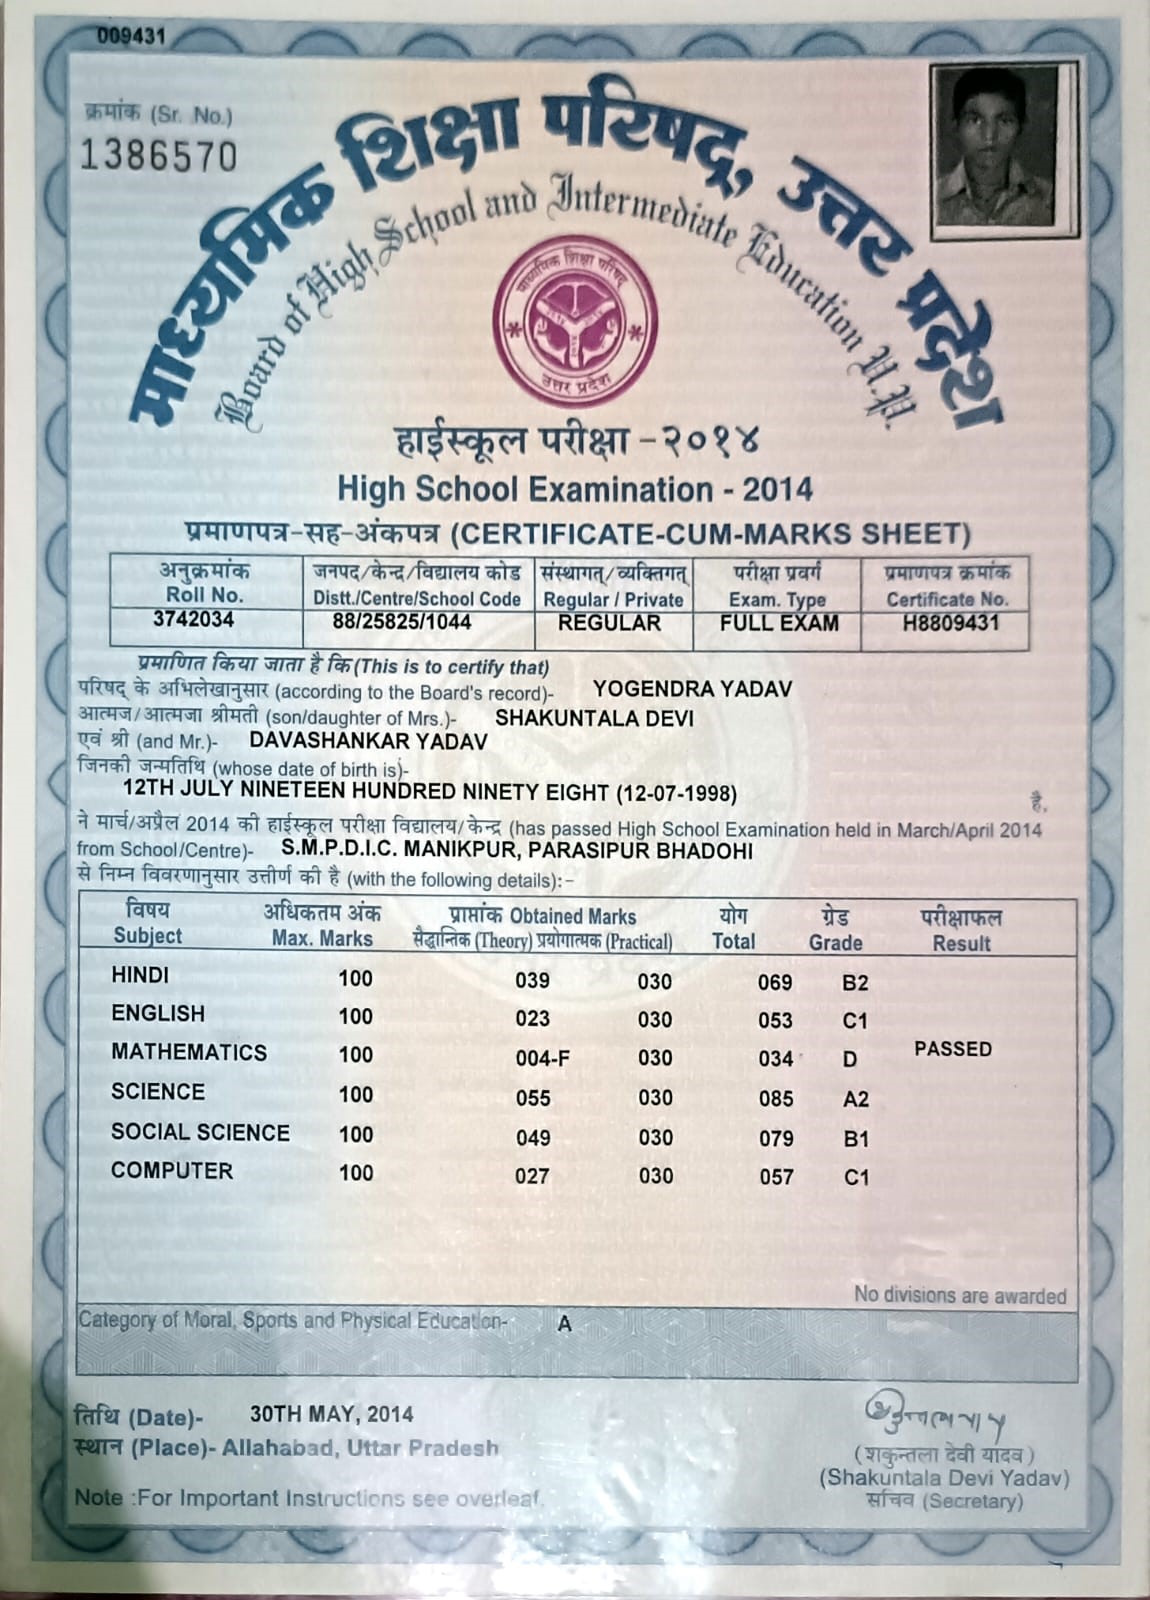 009431
क्रमांक (Sr. No.)
1386570
माध्यमिक शिक्षा परिषद्, उत्तर प्रदेश
Board of High School and Intermediate Education U.P.
माध्यमिक शिक्षा परिषद्
उत्तर प्रदेश
हाईस्कूल परीक्षा - २०१४
High School Examination - 2014
प्रमाणपत्र-सह-अंकपत्र (CERTIFICATE-CUM-MARKS SHEET)
अनुक्रमांक जनपद/केन्द्र/विद्यालय कोड संस्थागत्/व्यक्तिगत् परीक्षा प्रवर्ग प्रमाणपत्र क्रमांक
Roll No. Distt./Centre/School Code Regular / Private Exam. Type Certificate No.
3742034 88/25825/1044 REGULAR FULL EXAM H8809431
प्रमाणित किया जाता है कि (This is to certify that)
परिषद् के अभिलेखानुसार (according to the Board's record)- YOGENDRA YADAV
आत्मज/आत्मजा श्रीमती (son/daughter of Mrs.)- SHAKUNTALA DEVI
एवं श्री (and Mr.)- DAVASHANKAR YADAV
जिनकी जन्मतिथि (whose date of birth is)-
12TH JULY NINETEEN HUNDRED NINETY EIGHT (12-07-1998) है,
ने मार्च/अप्रैल 2014 की हाईस्कूल परीक्षा विद्यालय/केन्द्र (has passed High School Examination held in March/April 2014
from School/Centre)- S.M.P.D.I.C. MANIKPUR, PARASIPUR BHADOHI
से निम्न विवरणानुसार उत्तीर्ण की है (with the following details):-
विषय अधिकतम अंक प्राप्तांक Obtained Marks योग ग्रेड परीक्षाफल
Subject Max. Marks सैद्धान्तिक (Theory) प्रयोगात्मक (Practical) Total Grade Result
HINDI 100 039 030 069 B2
ENGLISH 100 023 030 053 C1
MATHEMATICS 100 004-F 030 034 D PASSED
SCIENCE 100 055 030 085 A2
SOCIAL SCIENCE 100 049 030 079 B1
COMPUTER 100 027 030 057 C1
No divisions are awarded
Category of Moral, Sports and Physical Education- A
तिथि (Date)- 30TH MAY, 2014
स्थान (Place)- Allahabad, Uttar Pradesh
(शकुन्तला देवी यादव)
(Shakuntala Devi Yadav)
सचिव (Secretary)
Note :For Important Instructions see overleaf.